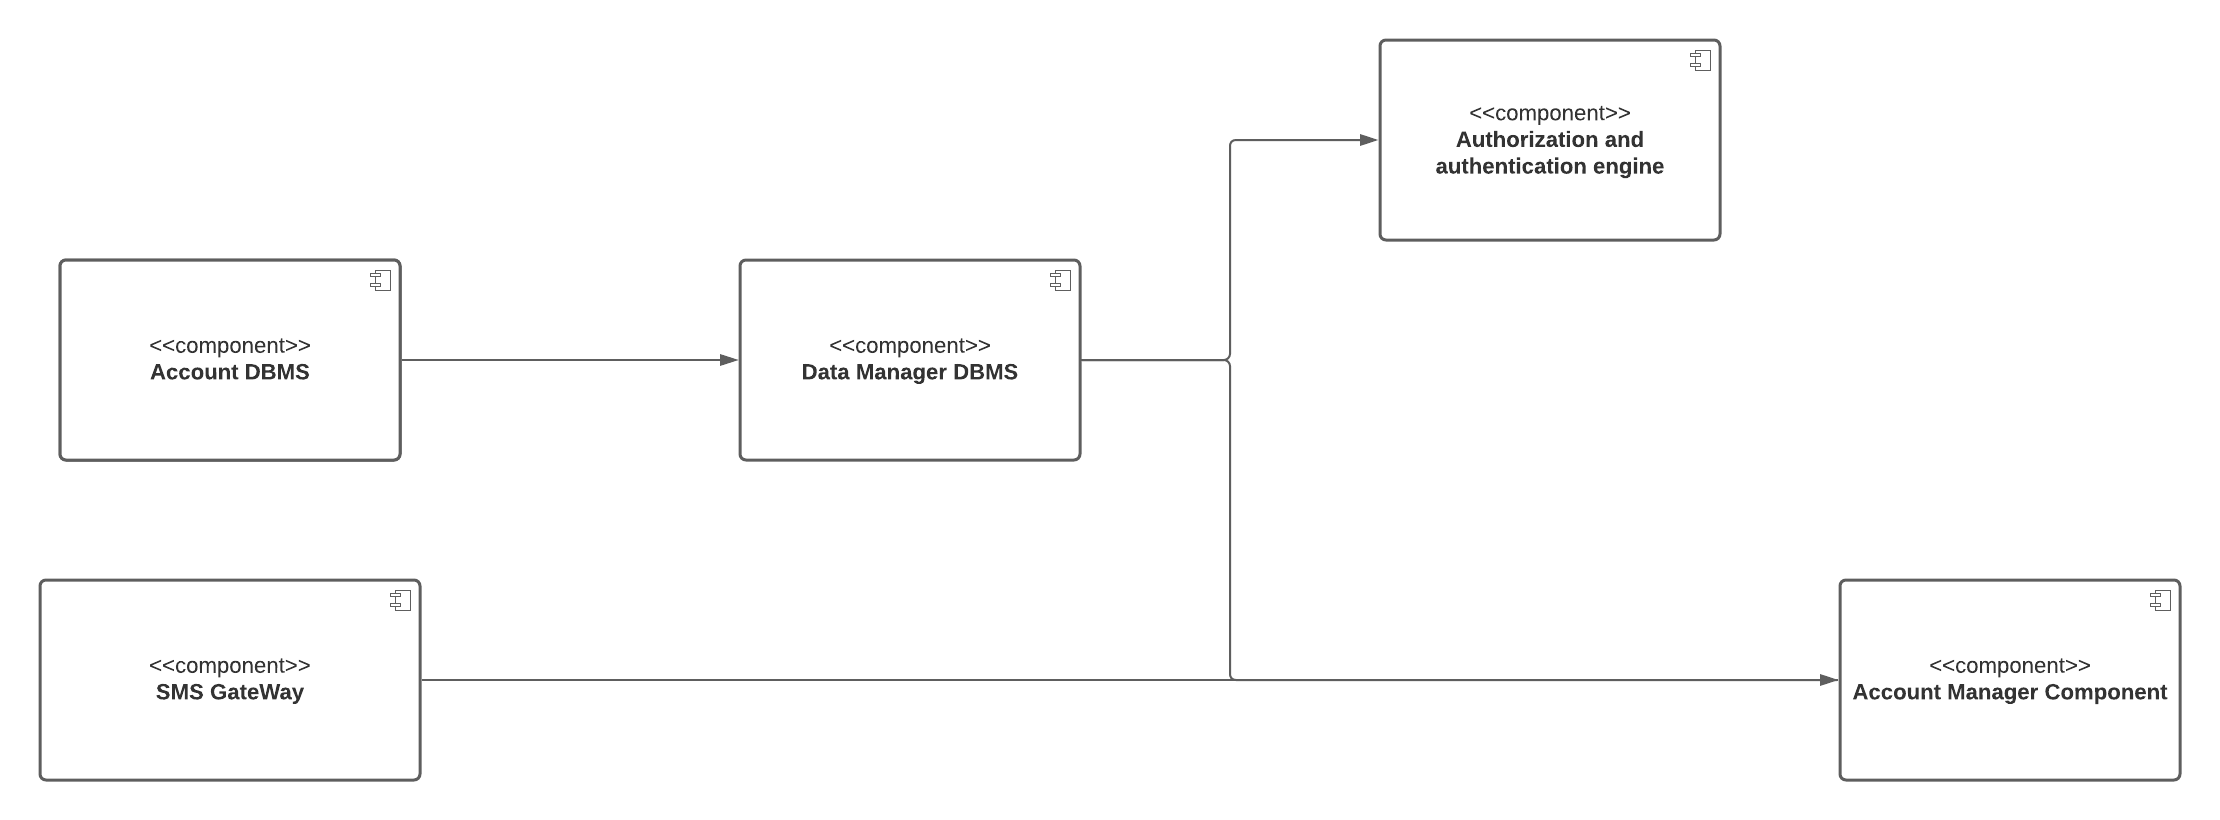 <<component>>
Authorization and
authentication engine
<<component>>
Account DBMS
<<component>>
Data Manager DBMS
<<component>>
SMS GateWay
<<component>>
Account Manager Component